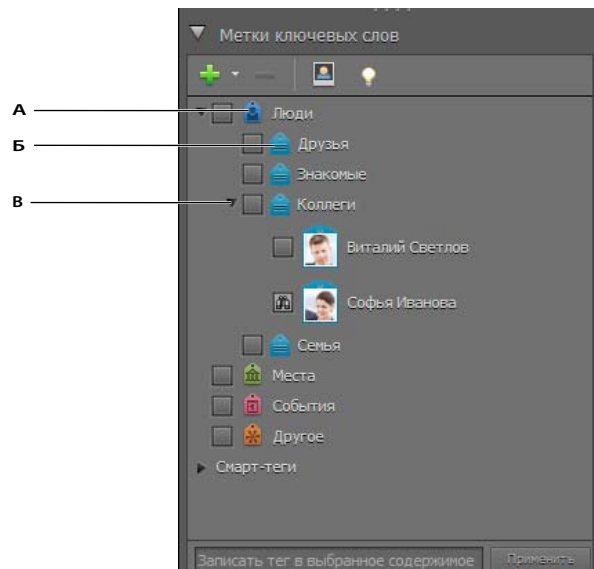 Метки ключевых слов
А
Люди
Б
Друзья
Знакомые
В
Коллеги
Виталий Светлов
Софья Иванова
Семья
Места
События
Другое
Смарт-теги
Записать тег в выбранное содержимое
Применить